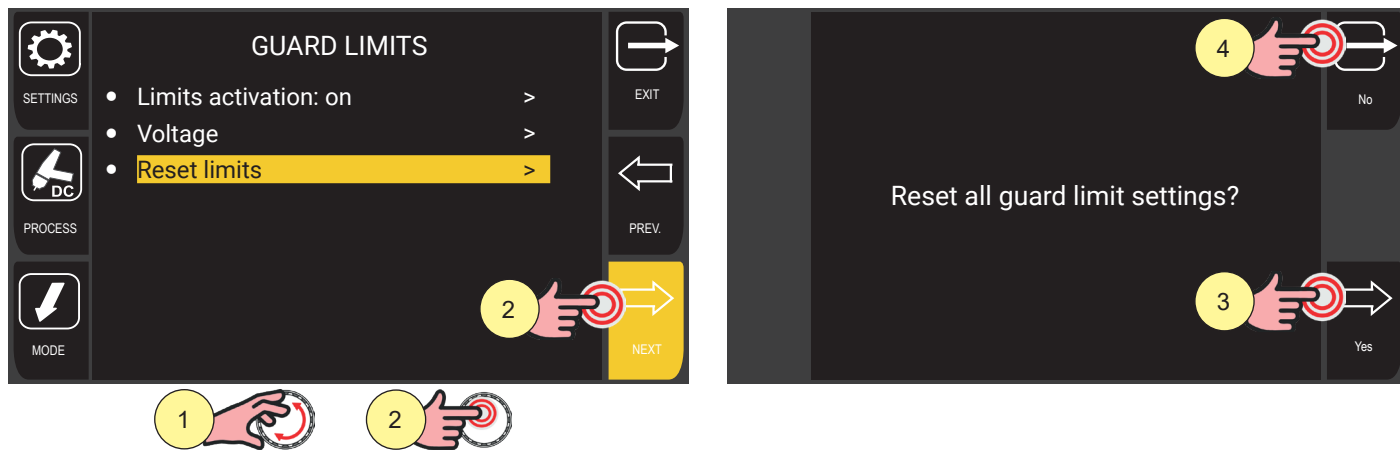 GUARD LIMITS
SETTINGS
Limits activation: on >
EXIT
Voltage >
DC
Reset limits >
PROCESS
PREV.
2
MODE
NEXT
1
2
4
No
Reset all guard limit settings?
3
Yes